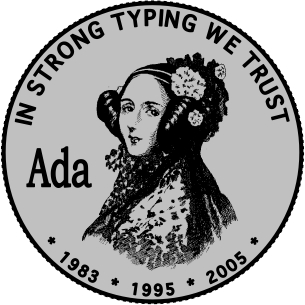 IN STRONG TYPING WE TRUST
Ada
* 1983 * 1995 * 2005 *